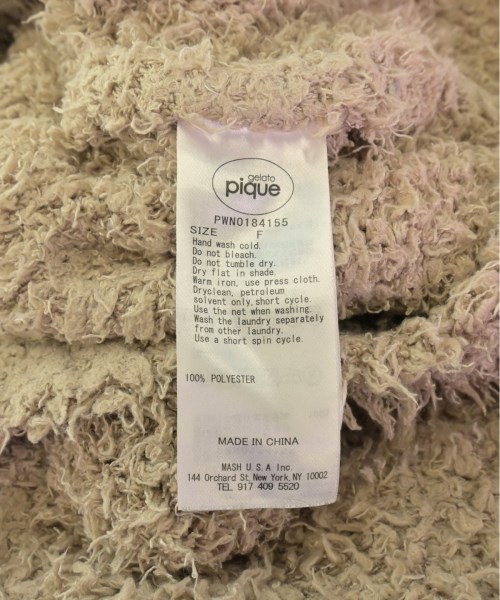 gelato
pique
PWNO184155
SIZE F
Hand wash cold.
Do not bleach.
Do not tumble dry.
Dry flat in shade.
Warm iron, use press cloth.
Dryclean, petroleum
solvent only, short cycle.
Use the net when washing.
Wash the laundry separately
from other laundry.
Use a short spin cycle.
100% POLYESTER
MADE IN CHINA
MASH U.S.A Inc.
144 Orchard St, New York, NY 10002
TEL 917 409 5520